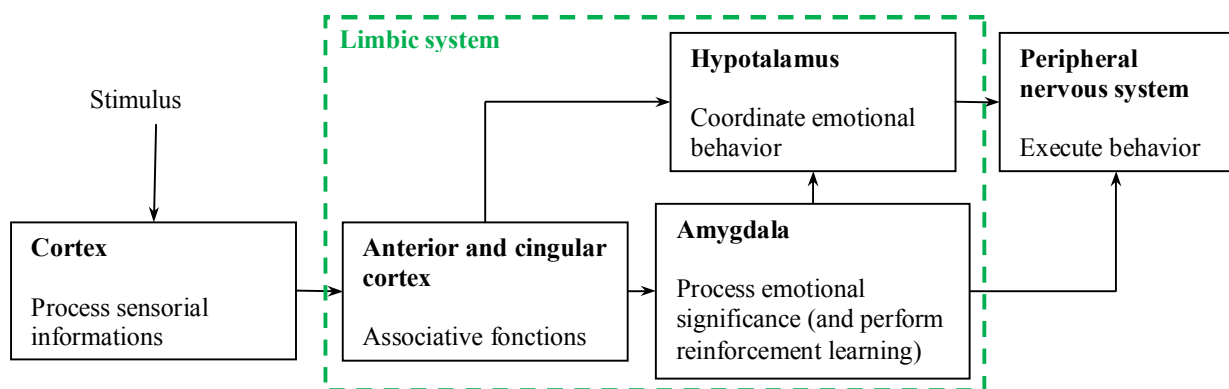 Limbic system
Stimulus
Cortex
Process sensorial
informations
Anterior and cingular
cortex
Associative fonctions
Hypotalamus
Coordinate emotional
behavior
Amygdala
Process emotional
significance (and perform
reinforcement learning)
Peripheral
nervous system
Execute behavior